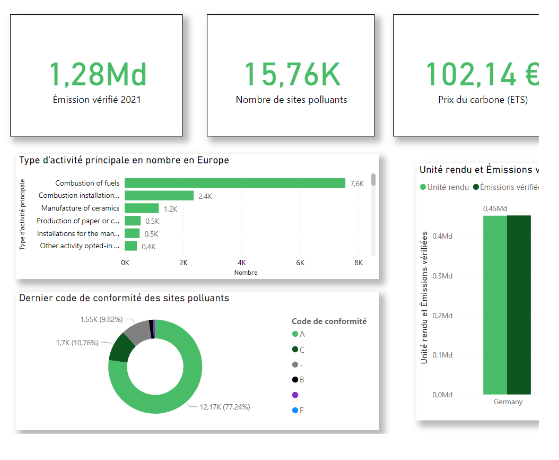 1,28Md
Émission vérifié 2021
15,76K
Nombre de sites polluants
102,14 €
Prix du carbone (ETS)
Type d'activité principale en nombre en Europe
Type d'activité principale
Combustion of fuels
7,6K
Combustion installation...
2.4K
Manufacture of ceramics
1.2K
Production of paper or c...
0.5K
Installations for the man...
0.5K
Other activity opted-in ...
0.4K
0K 2K 4K 6K 8K
Nombre
Dernier code de conformité des sites polluants
1.55K (9.82%)
1.7K (10.76%)
12.17K (77.24%)
Code de conformité
A
C
-
B
E
Unité rendu et Émissions v
Unité rendu Émissions vérifiée
Unité rendu et Émissions vérifiées
0.45Md
0.4Md
0.3Md
0.2Md
0.1Md
0.0Md
Germany